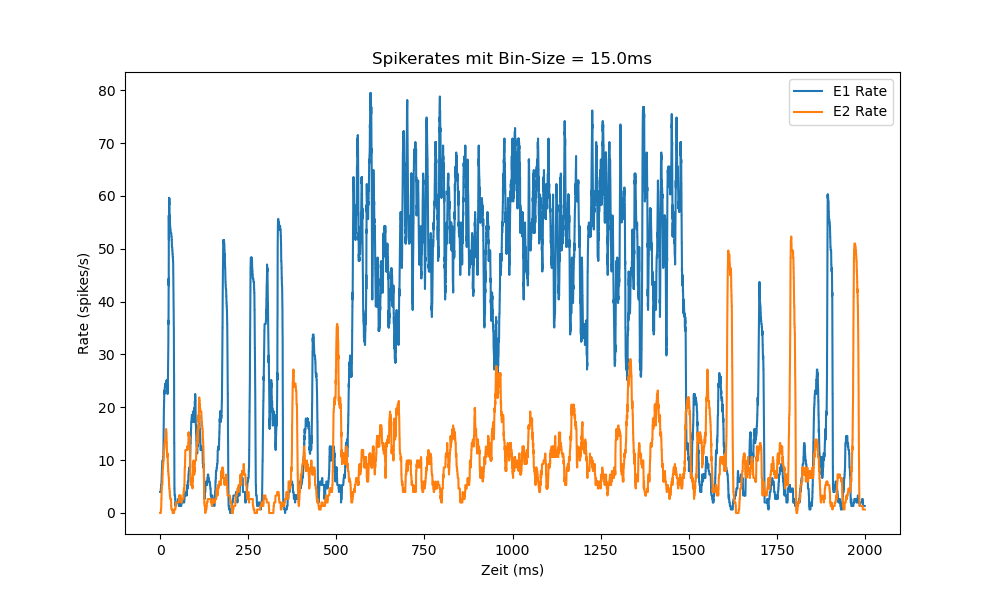 Spikerates mit Bin-Size = 15.0ms
E1 Rate
E2 Rate
Rate (spikes/s)
80
70
60
50
40
30
20
10
0
0 250 500 750 1000 1250 1500 1750 2000
Zeit (ms)